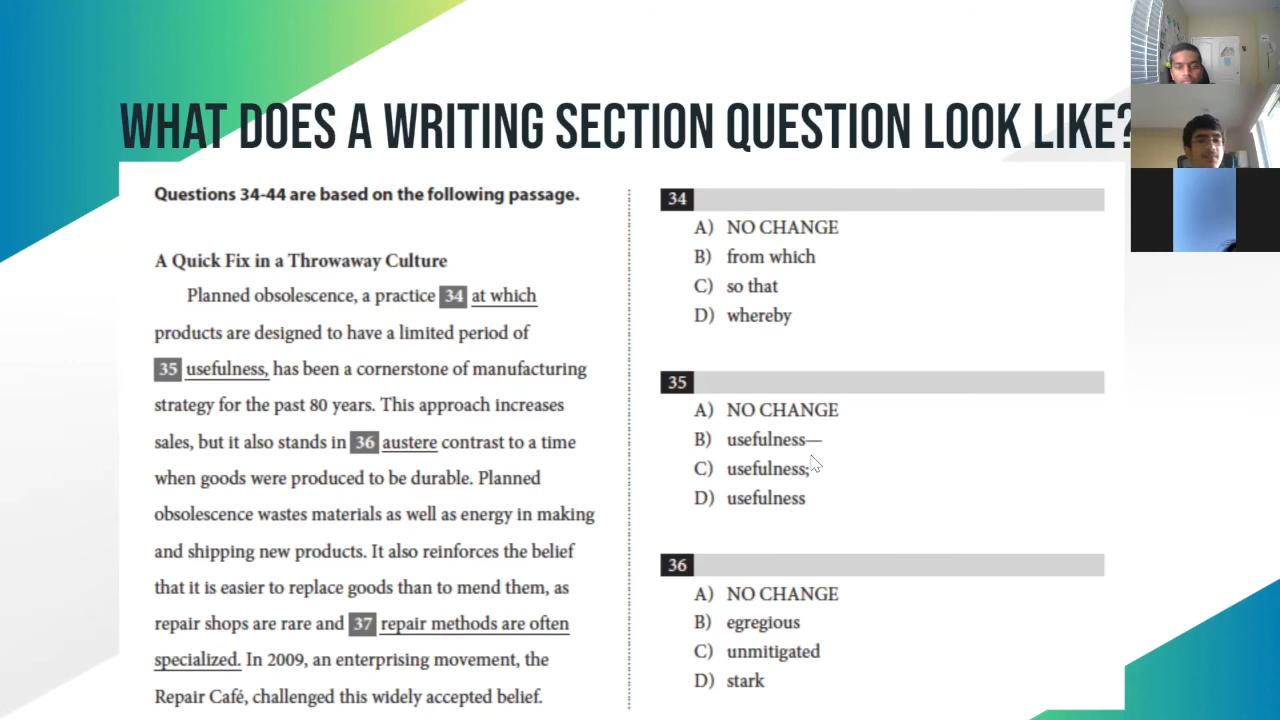 WHAT DOES A WRITING SECTION QUESTION LOOK LIKE?
Questions 34-44 are based on the following passage.
A Quick Fix in a Throwaway Culture
Planned obsolescence, a practice 34 at which
products are designed to have a limited period of
35 usefulness, has been a cornerstone of manufacturing
strategy for the past 80 years. This approach increases
sales, but it also stands in 36 austere contrast to a time
when goods were produced to be durable. Planned
obsolescence wastes materials as well as energy in making
and shipping new products. It also reinforces the belief
that it is easier to replace goods than to mend them, as
repair shops are rare and 37 repair methods are often
specialized. In 2009, an enterprising movement, the
Repair Café, challenged this widely accepted belief.
34
A) NO CHANGE
B) from which
C) so that
D) whereby
35
A) NO CHANGE
B) usefulness—
C) usefulness;
D) usefulness
36
A) NO CHANGE
B) egregious
C) unmitigated
D) stark